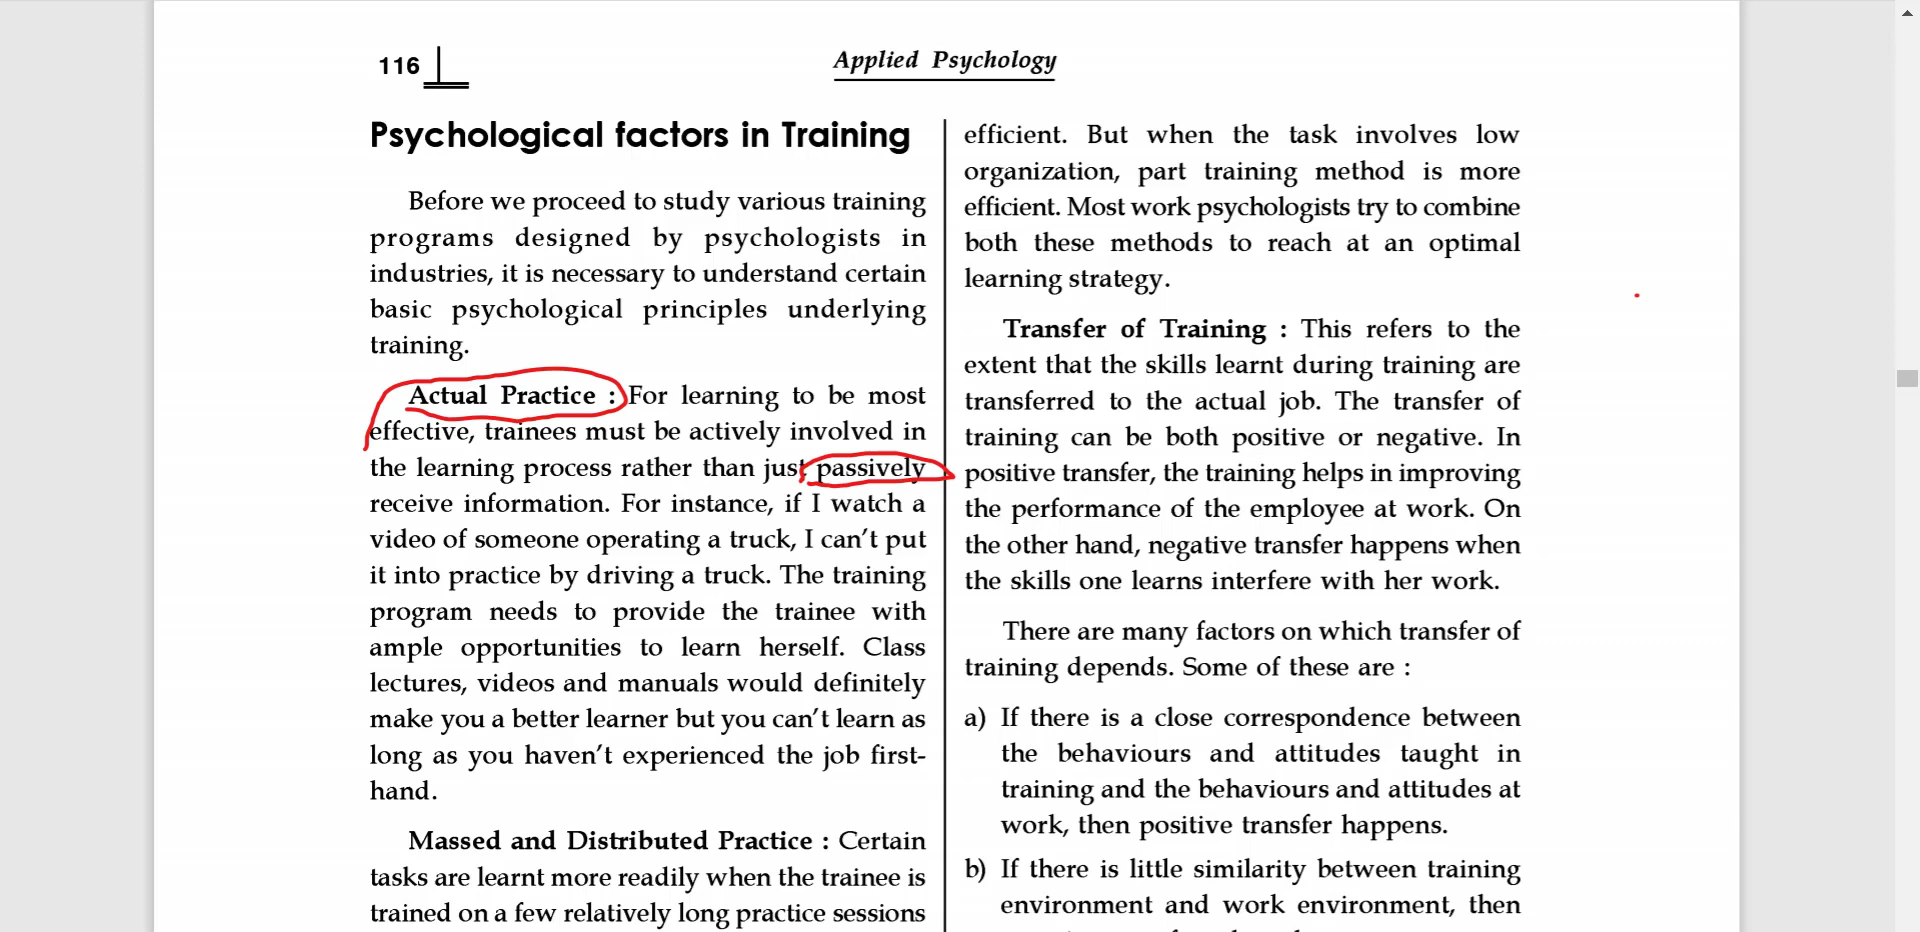 116
Applied Psychology
Psychological factors in Training
Before we proceed to study various training
programs designed by psychologists in
industries, it is necessary to understand certain
basic psychological principles underlying
training.
Actual Practice : For learning to be most
effective, trainees must be actively involved in
the learning process rather than just passively
receive information. For instance, if I watch a
video of someone operating a truck, I can't put
it into practice by driving a truck. The training
program needs to provide the trainee with
ample opportunities to learn herself. Class
lectures, videos and manuals would definitely
make you a better learner but you can't learn as
long as you haven't experienced the job first-
hand.
Massed and Distributed Practice : Certain
tasks are learnt more readily when the trainee is
trained on a few relatively long practice sessions
efficient. But when the task involves low
organization, part training method is more
efficient. Most work psychologists try to combine
both these methods to reach at an optimal
learning strategy.
Transfer of Training : This refers to the
extent that the skills learnt during training are
transferred to the actual job. The transfer of
training can be both positive or negative. In
positive transfer, the training helps in improving
the performance of the employee at work. On
the other hand, negative transfer happens when
the skills one learns interfere with her work.
There are many factors on which transfer of
training depends. Some of these are :
a) If there is a close correspondence between
the behaviours and attitudes taught in
training and the behaviours and attitudes at
work, then positive transfer happens.
b) If there is little similarity between training
environment and work environment, then